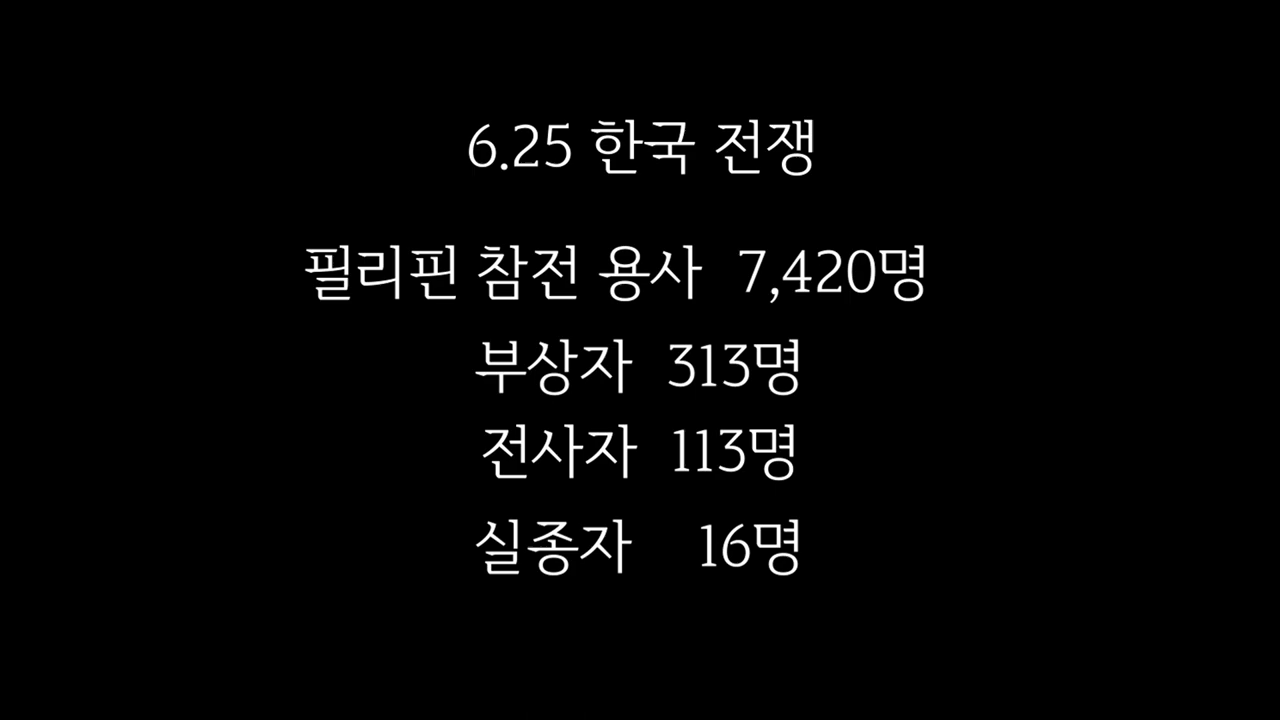 6.25 한국 전쟁
필리핀 참전 용사 7,420명
부상자 313명
전사자 113명
실종자 16명